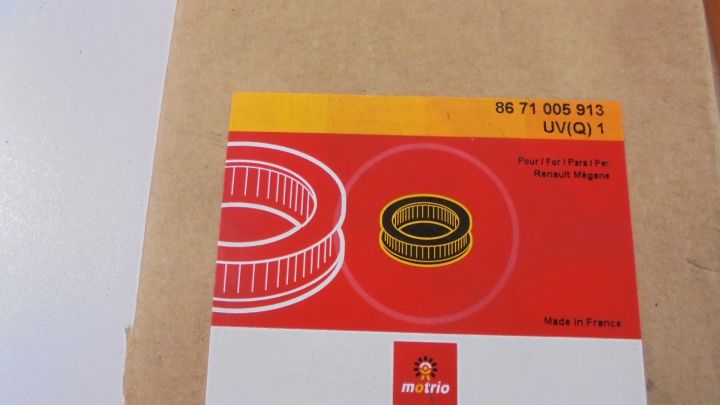 86 71 005 913
UV(Q) 1
Pour / For / Para / Per
Renault Mégane
Made in France
motrio